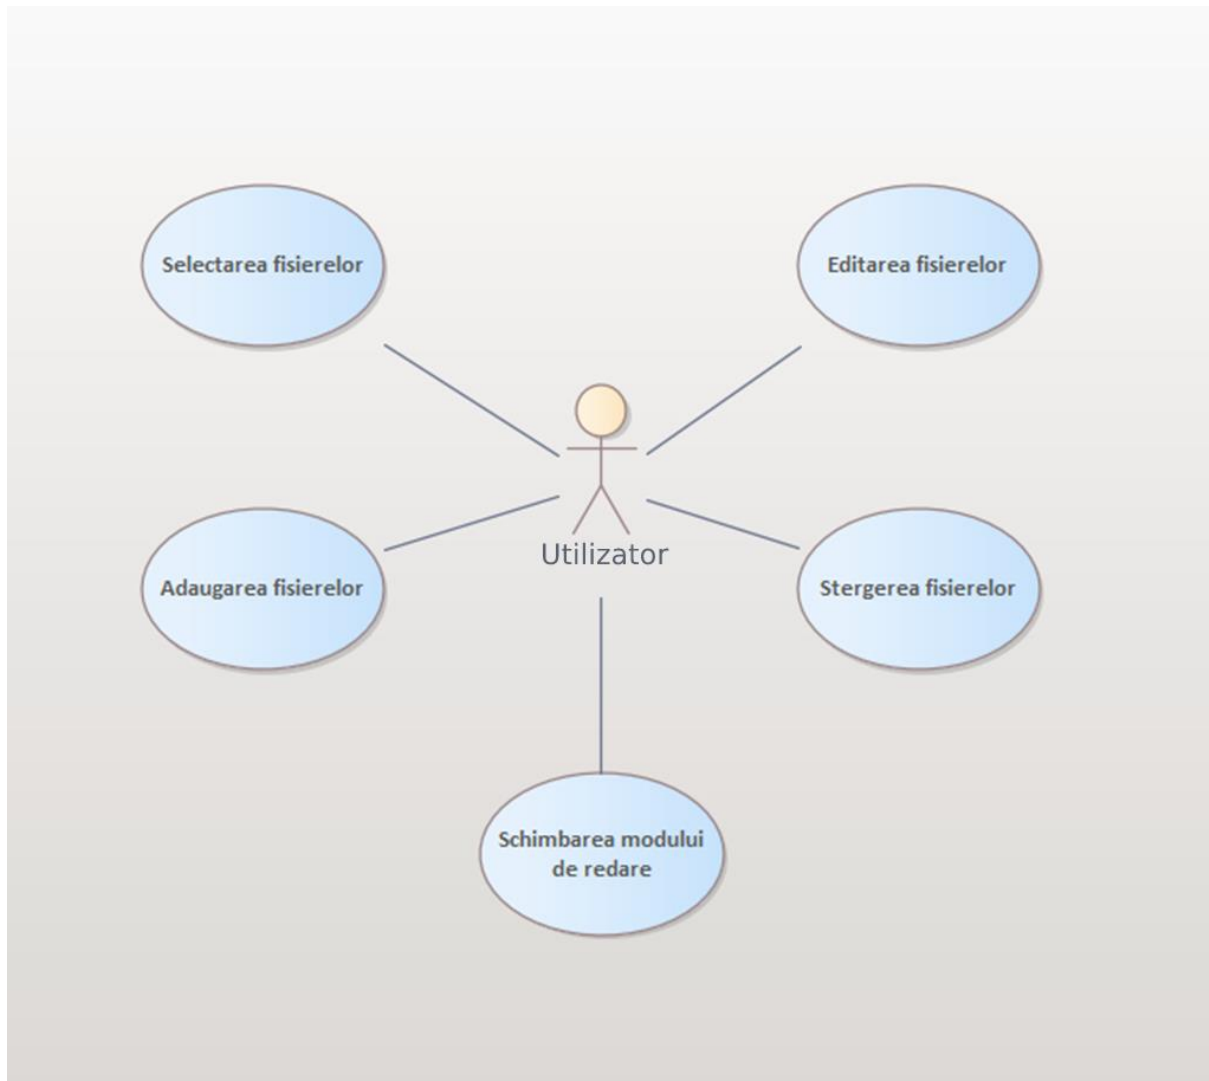 Selectarea fisierelor
Editarea fisierelor
Utilizator
Adaugarea fisierelor
Stergerea fisierelor
Schimbarea modului
de redare